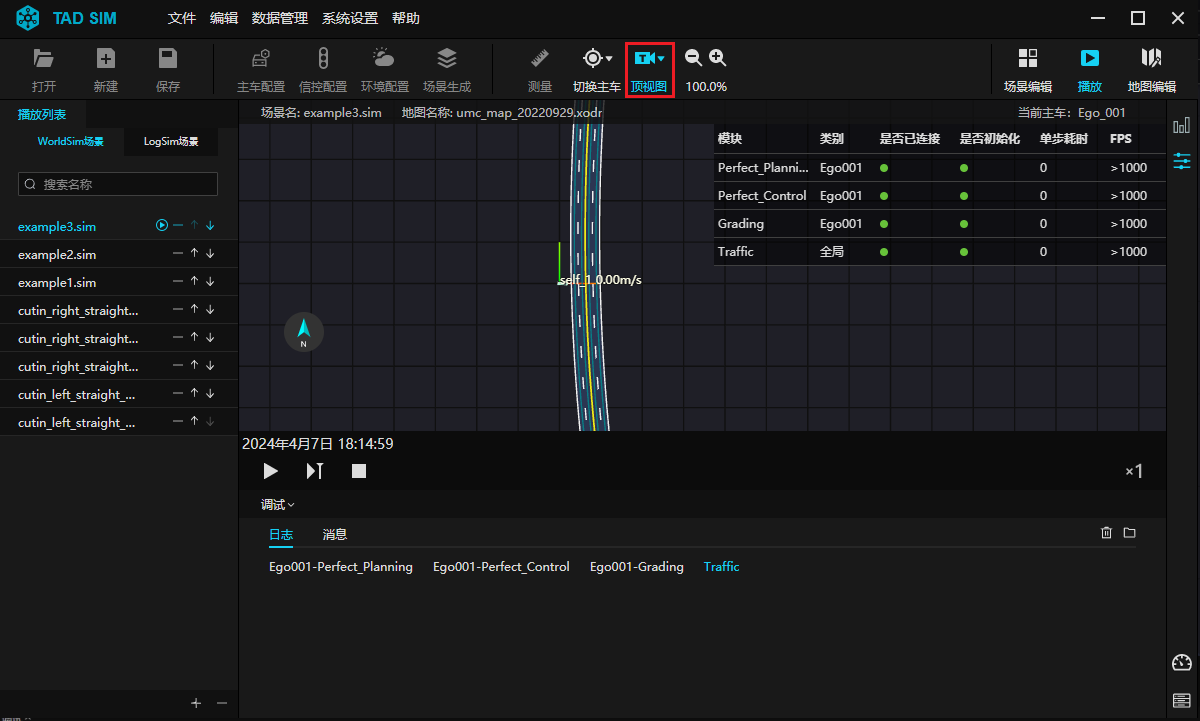 TAD SIM 文件 编辑 数据管理 系统设置 帮助
打开 新建 保存 主车配置 信控配置 环境配置 场景生成 测量 切换主车 顶视图 100.0% 场景编辑 播放 地图编辑
播放列表
WorldSim场景 LogSim场景
搜索名称
example3.sim
example2.sim
example1.sim
cutin_right_straight...
cutin_right_straight...
cutin_right_straight...
cutin_left_straight_...
cutin_left_straight_...
场景名: example3.sim 地图名称: umc_map_20220929.xodr 当前主车: Ego_001
模块 类别 是否已连接 是否初始化 单步耗时 FPS
Perfect_Planni... Ego001 0 >1000
Perfect_Control Ego001 0 >1000
Grading Ego001 0 >1000
Traffic 全局 0 >1000
self_1,0.00m/s
N
2024年4月7日 18:14:59
×1
调试
日志 消息
Ego001-Perfect_Planning Ego001-Perfect_Control Ego001-Grading Traffic